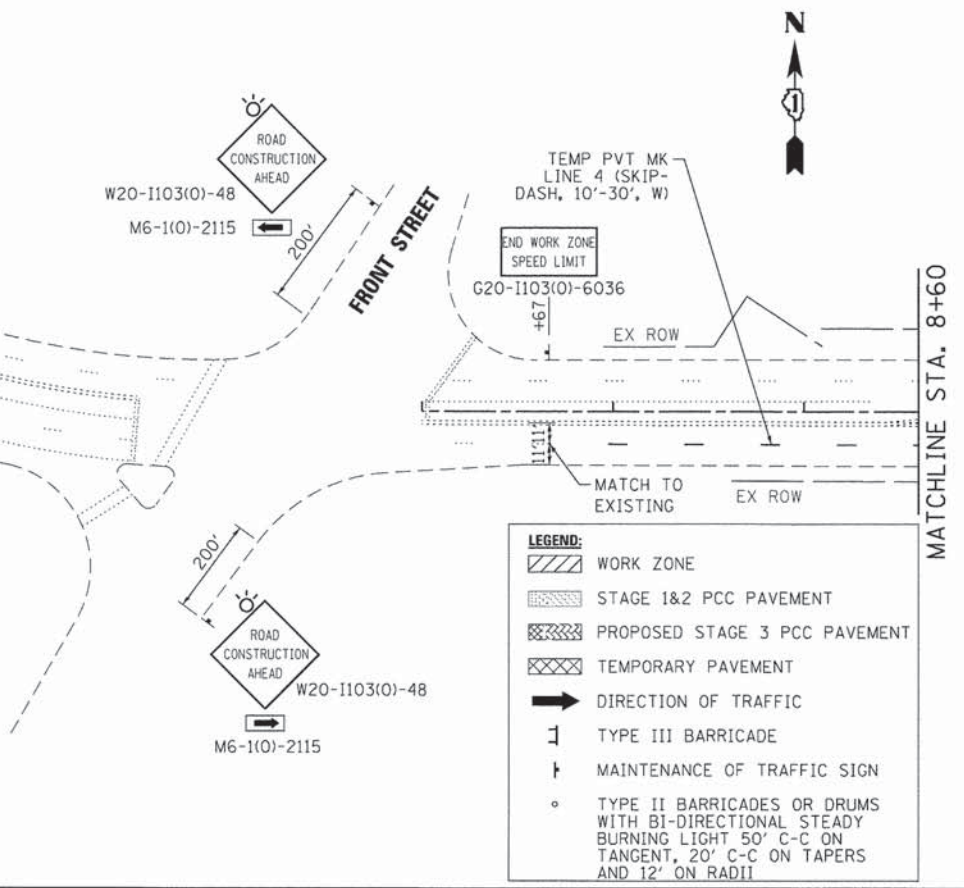 N
1
ROAD
CONSTRUCTION
AHEAD
W20-I103(O)-48
M6-1(O)-2115
200'
FRONT STREET
TEMP PVT MK
LINE 4 (SKIP-
DASH, 10'-30', W)
END WORK ZONE
SPEED LIMIT
G20-I103(O)-6036
+67
EX ROW
MATCHLINE STA. 8+60
11'
11'
MATCH TO
EXISTING
EX ROW
200'
ROAD
CONSTRUCTION
AHEAD
W20-I103(O)-48
M6-1(O)-2115
LEGEND:
WORK ZONE
STAGE 1&2 PCC PAVEMENT
PROPOSED STAGE 3 PCC PAVEMENT
TEMPORARY PAVEMENT
DIRECTION OF TRAFFIC
TYPE III BARRICADE
MAINTENANCE OF TRAFFIC SIGN
TYPE II BARRICADES OR DRUMS
WITH BI-DIRECTIONAL STEADY
BURNING LIGHT 50' C-C ON
TANGENT, 20' C-C ON TAPERS
AND 12' ON RADII